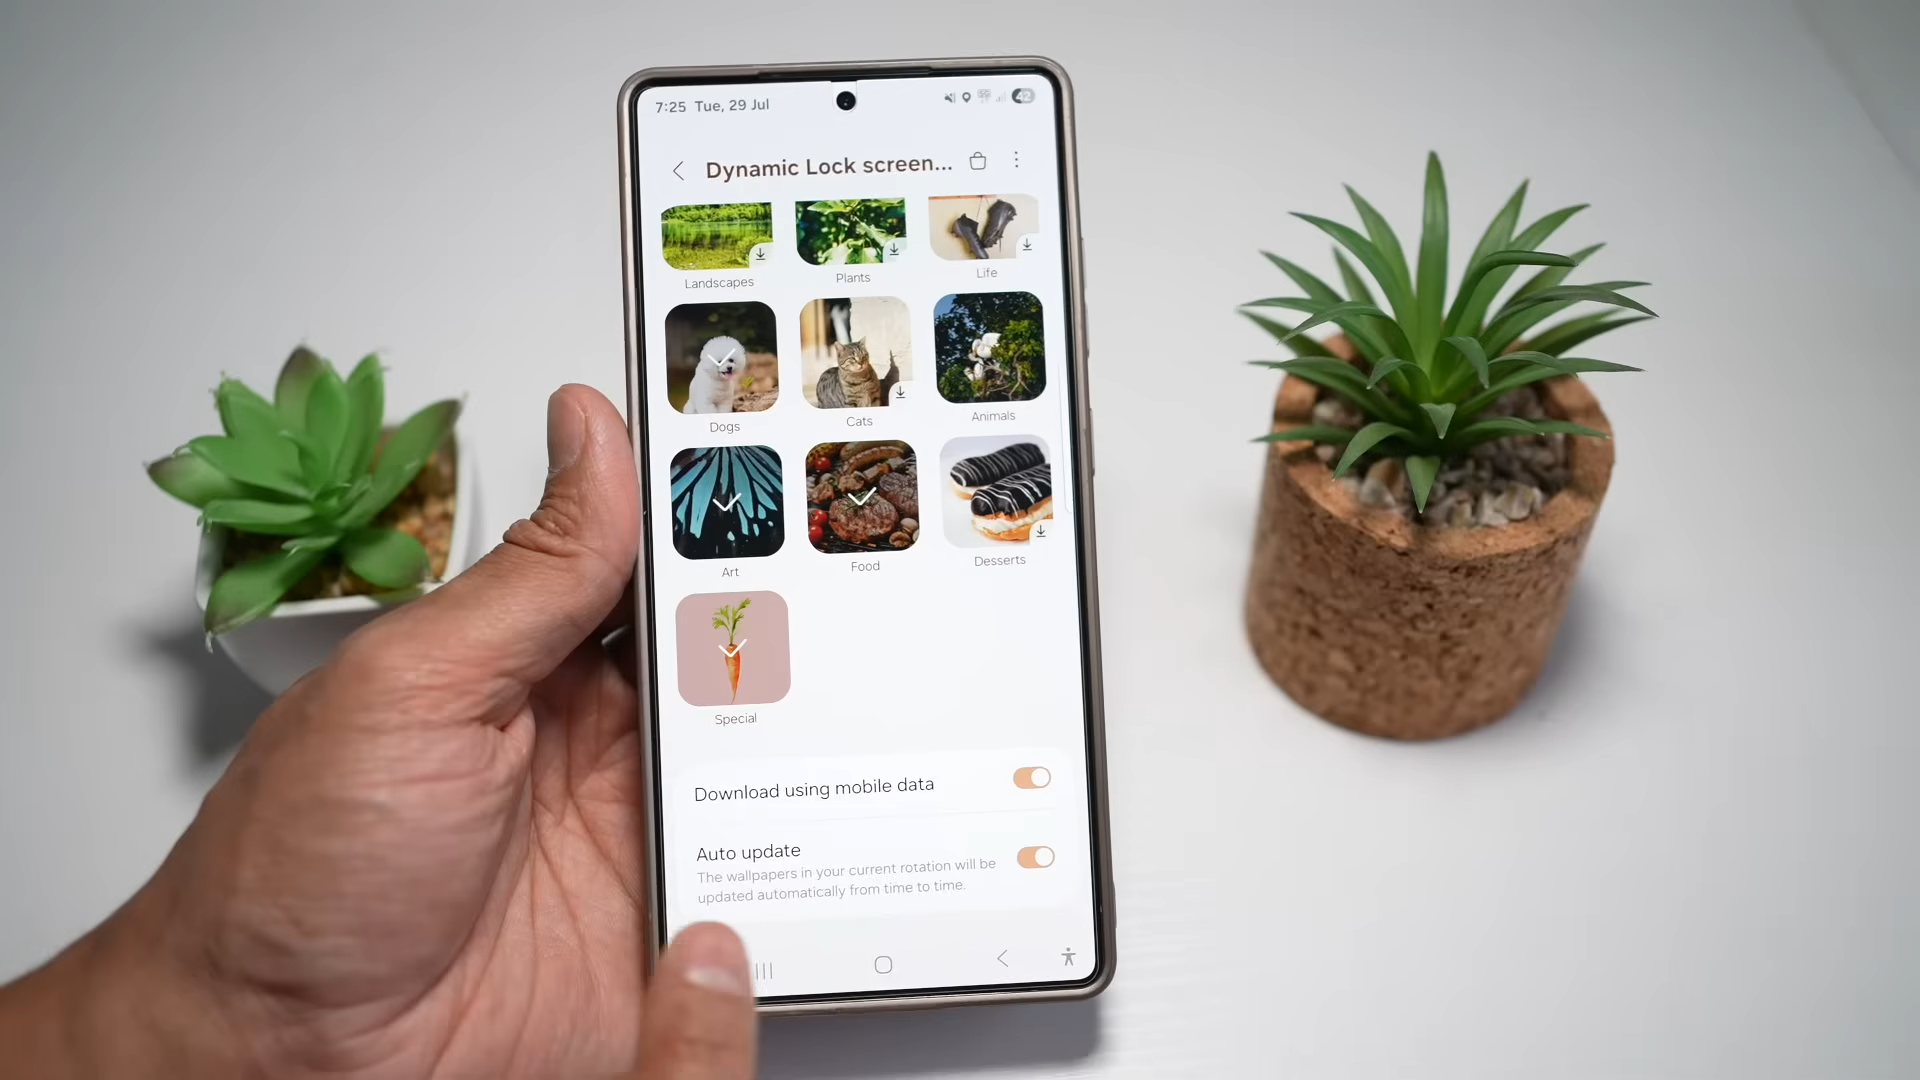 7:25 Tue, 29 Jul
42
Dynamic Lock screen...
Landscapes
Plants
Life
Dogs
Cats
Animals
Art
Food
Desserts
Special
Download using mobile data
Auto update
The wallpapers in your current rotation will be
updated automatically from time to time.